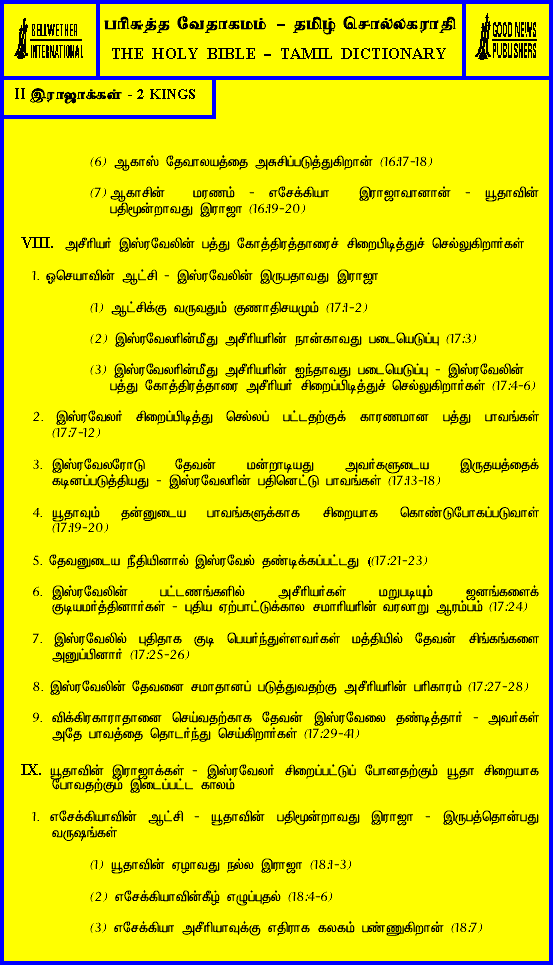 BELLWETHER
INTERNATIONAL
பரிசுத்த வேதாகமம் – தமிழ் சொல்லகராதி
THE HOLY BIBLE – TAMIL DICTIONARY
GOOD NEWS
PUBLISHERS
II இராஜாக்கள் - 2 KINGS
(6) ஆகாஸ் தேவாலயத்தை அசுசிப்படுத்துகிறான் (16:17-18)
(7) ஆகாசின் மரணம் - எசேக்கியா இராஜாவானான் - யூதாவின்
பதிமூன்றாவது இராஜா (16:19-20)
VIII. அசீரியர் இஸ்ரவேலின் பத்து கோத்திரத்தாரைச் சிறைபிடித்துச் செல்லுகிறார்கள்
1. ஓசெயாவின் ஆட்சி - இஸ்ரவேலின் இருபதாவது இராஜா
(1) ஆட்சிக்கு வருவதும் குணாதிசயமும் (17:1-2)
(2) இஸ்ரவேலரின்மீது அசீரியரின் நான்காவது படையெடுப்பு (17:3)
(3) இஸ்ரவேலரின்மீது அசீரியரின் ஐந்தாவது படையெடுப்பு - இஸ்ரவேலின்
பத்து கோத்திரத்தாரை அசீரியர் சிறைப்பிடித்துச் செல்லுகிறார்கள் (17:4-6)
2. இஸ்ரவேலர் சிறைப்பிடித்து செல்லப் பட்டதற்குக் காரணமான பத்து பாவங்கள்
(17:7-12)
3. இஸ்ரவேலரோடு தேவன் மன்றாடியது அவர்களுடைய இருதயத்தைக்
கடினப்படுத்தியது - இஸ்ரவேலரின் பதினெட்டு பாவங்கள் (17:13-18)
4. யூதாவும் தன்னுடைய பாவங்களுக்காக சிறையாக கொண்டுபோகப்படுவாள்
(17:19-20)
5. தேவனுடைய நீதியினால் இஸ்ரவேல் தண்டிக்கப்பட்டது ((17:21-23)
6. இஸ்ரவேலின் பட்டணங்களில் அசீரியர்கள் மறுபடியும் ஜனங்களைக்
குடியமர்த்தினார்கள் - புதிய ஏற்பாட்டுக்கால சமாரியரின் வரலாறு ஆரம்பம் (17:24)
7. இஸ்ரவேலில் புதிதாக குடி பெயர்ந்துள்ளவர்கள் மத்தியில் தேவன் சிங்கங்களை
அனுப்பினார் (17:25-26)
8. இஸ்ரவேலின் தேவனை சமாதானப் படுத்துவதற்கு அசீரியரின் பரிகாரம் (17:27-28)
9. விக்கிரகாராதானை செய்வதற்காக தேவன் இஸ்ரவேலை தண்டித்தார் - அவர்கள்
அதே பாவத்தை தொடர்ந்து செய்கிறார்கள் (17:29-41)
IX. யூதாவின் இராஜாக்கள் - இஸ்ரவேலர் சிறைப்பட்டுப் போனதற்கும் யூதா சிறையாக
போவதற்கும் இடைப்பட்ட காலம்
1. எசேக்கியாவின் ஆட்சி - யூதாவின் பதிமூன்றாவது இராஜா - இருபத்தொன்பது
வருஷங்கள்
(1) யூதாவின் ஏழாவது நல்ல இராஜா (18:1-3)
(2) எசேக்கியாவின்கீழ் எழுப்புதல் (18:4-6)
(3) எசேக்கியா அசீரியாவுக்கு எதிராக கலகம் பண்ணுகிறான் (18:7)